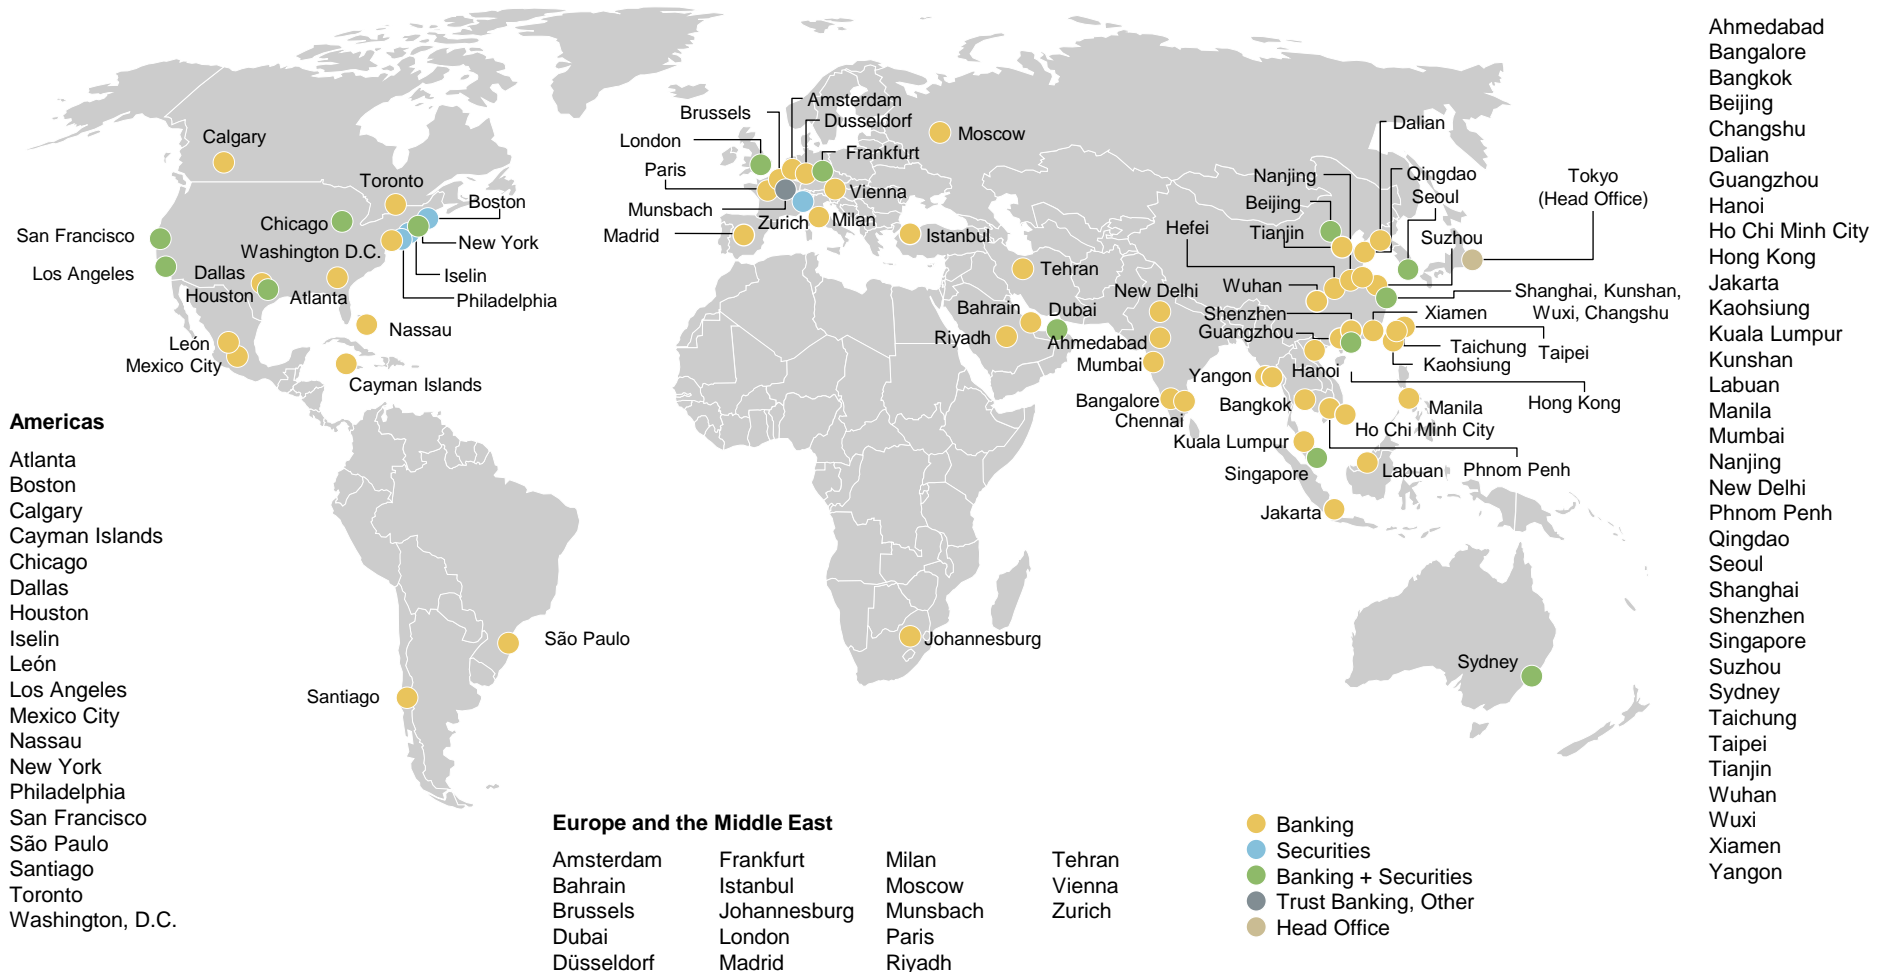 Calgary
Toronto
Boston
Chicago
San Francisco
Washington D.C.
New York
Los Angeles
Dallas
Iselin
Houston
Atlanta
Philadelphia
Nassau
León
Mexico City
Cayman Islands
São Paulo
Santiago
Amsterdam
Brussels
Dusseldorf
London
Moscow
Frankfurt
Paris
Vienna
Munsbach
Zurich
Milan
Madrid
Istanbul
Tehran
Bahrain
Dubai
Riyadh
Johannesburg
Dalian
Nanjing
Qingdao
Beijing
Seoul
Tokyo
(Head Office)
Hefei
Tianjin
Suzhou
Wuhan
New Delhi
Shanghai, Kunshan,
Wuxi, Changshu
Shenzhen
Xiamen
Guangzhou
Ahmedabad
Taichung
Taipei
Mumbai
Kaohsiung
Yangon
Hanoi
Hong Kong
Bangalore
Bangkok
Manila
Chennai
Ho Chi Minh City
Kuala Lumpur
Singapore
Labuan
Phnom Penh
Jakarta
Sydney
Americas
Atlanta
Boston
Calgary
Cayman Islands
Chicago
Dallas
Houston
Iselin
León
Los Angeles
Mexico City
Nassau
New York
Philadelphia
San Francisco
São Paulo
Santiago
Toronto
Washington, D.C.
Europe and the Middle East
Amsterdam
Bahrain
Brussels
Dubai
Düsseldorf
Frankfurt
Istanbul
Johannesburg
London
Madrid
Milan
Moscow
Munsbach
Paris
Riyadh
Tehran
Vienna
Zurich
Banking
Securities
Banking + Securities
Trust Banking, Other
Head Office
Ahmedabad
Bangalore
Bangkok
Beijing
Changshu
Dalian
Guangzhou
Hanoi
Ho Chi Minh City
Hong Kong
Jakarta
Kaohsiung
Kuala Lumpur
Kunshan
Labuan
Manila
Mumbai
Nanjing
New Delhi
Phnom Penh
Qingdao
Seoul
Shanghai
Shenzhen
Singapore
Suzhou
Sydney
Taichung
Taipei
Tianjin
Wuhan
Wuxi
Xiamen
Yangon